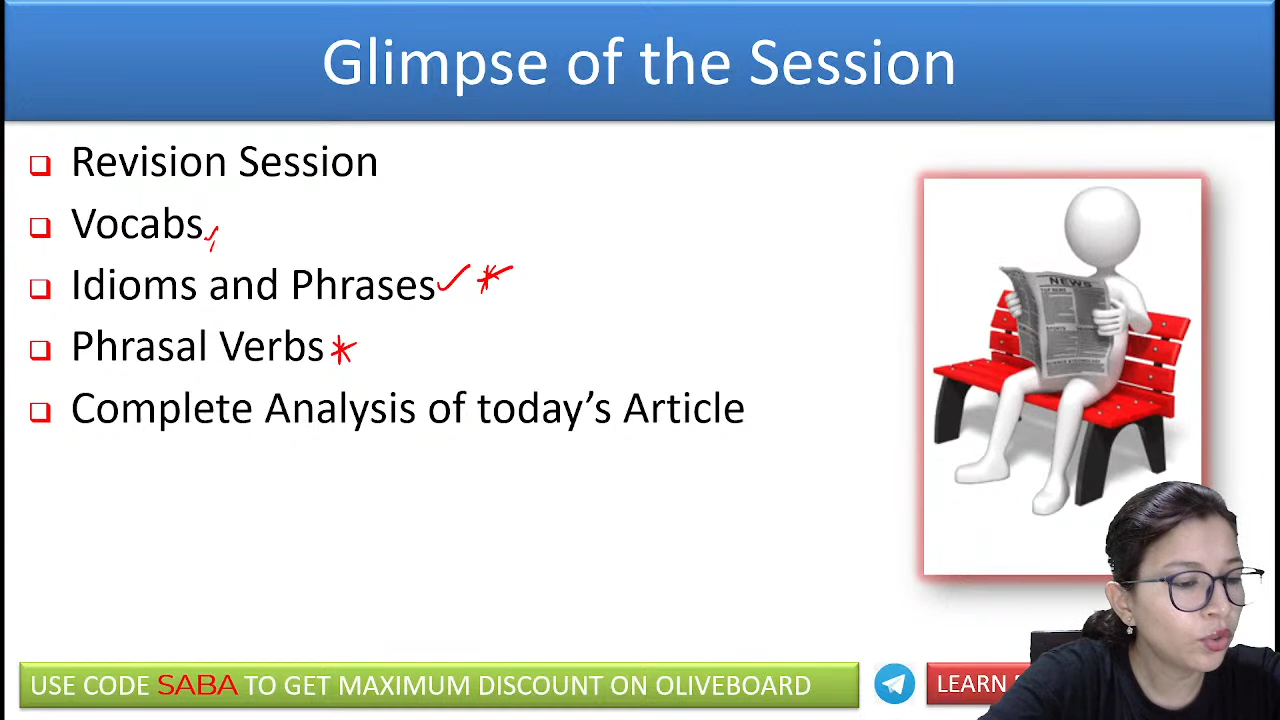 Glimpse of the Session
Revision Session
Vocabs
Idioms and Phrases
Phrasal Verbs
Complete Analysis of today's Article
NEWS
USE CODE SABA TO GET MAXIMUM DISCOUNT ON OLIVEBOARD
LEARN